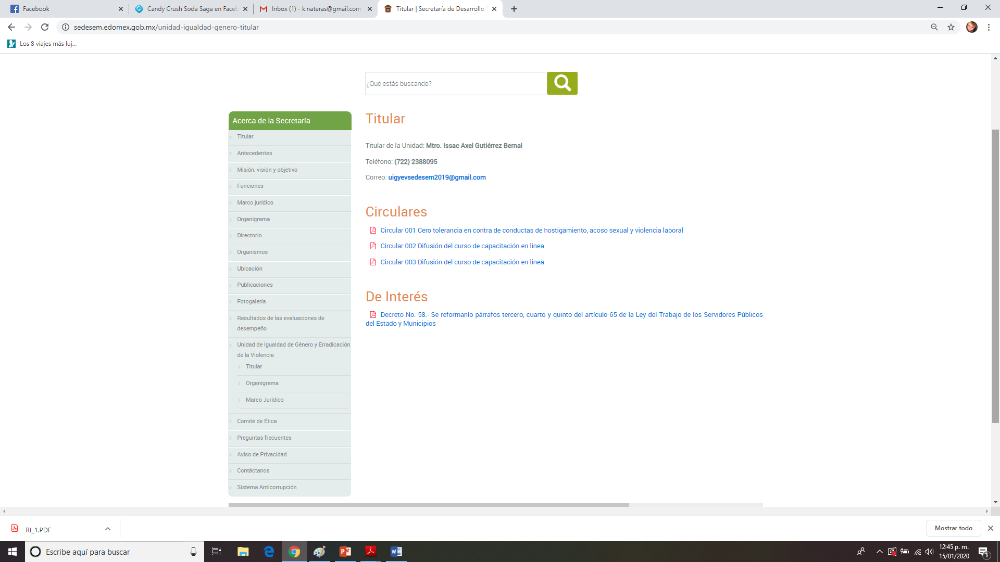 Facebook
Candy Crush Soda Saga en Faceb
Inbox (1) - k.nateras@gmail.com
Titular | Secretaría de Desarrollo S
sedesem.edomex.gob.mx/unidad-igualdad-genero-titular
Los 8 viajes más luj...
¿Qué estás buscando?
Acerca de la Secretaría
Titular
Antecedentes
Misión, visión y objetivo
Funciones
Marco jurídico
Organigrama
Directorio
Organismos
Ubicación
Publicaciones
Fotogalería
Resultados de las evaluaciones de
desempeño
Unidad de Igualdad de Género y Erradicación
de la Violencia
Titular
Organigrama
Marco Jurídico
Comité de Ética
Preguntas frecuentes
Aviso de Privacidad
Contáctanos
Sistema Anticorrupción
Titular
Titular de la Unidad: Mtro. Issac Axel Gutiérrez Bernal
Teléfono: (722) 2388095
Correo: uigyevsedesem2019@gmail.com
Circulares
Circular 001 Cero tolerancia en contra de conductas de hostigamiento, acoso sexual y violencia laboral
Circular 002 Difusión del curso de capacitación en linea
Circular 003 Difusión del curso de capacitación en linea
De Interés
Decreto No. 58.- Se reformanlo párrafos tercero, cuarto y quinto del artículo 65 de la Ley del Trabajo de los Servidores Públicos
del Estado y Municipios
RI_1.PDF
Mostrar todo
Escribe aquí para buscar
12:45 p. m.
15/01/2020
1